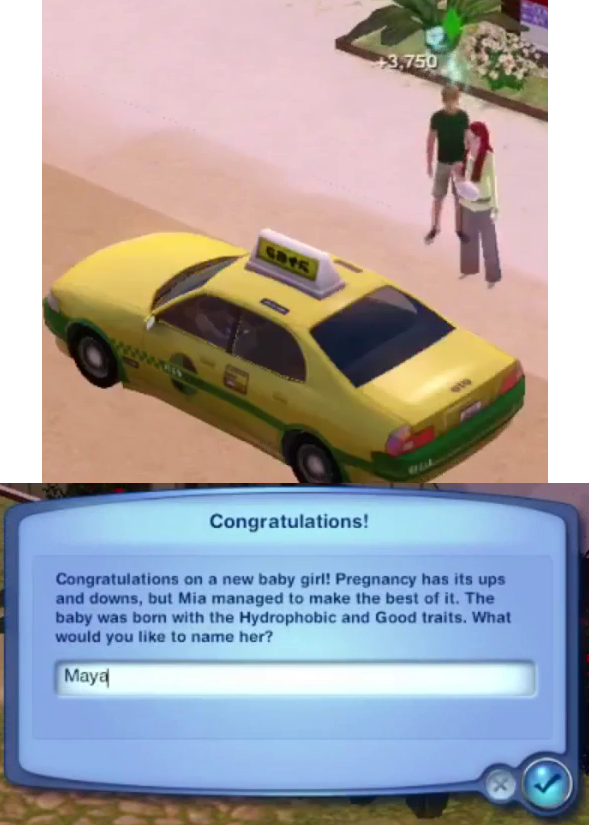 +3,750
Congratulations!
Congratulations on a new baby girl! Pregnancy has its ups
and downs, but Mia managed to make the best of it. The
baby was born with the Hydrophobic and Good traits. What
would you like to name her?
Maya